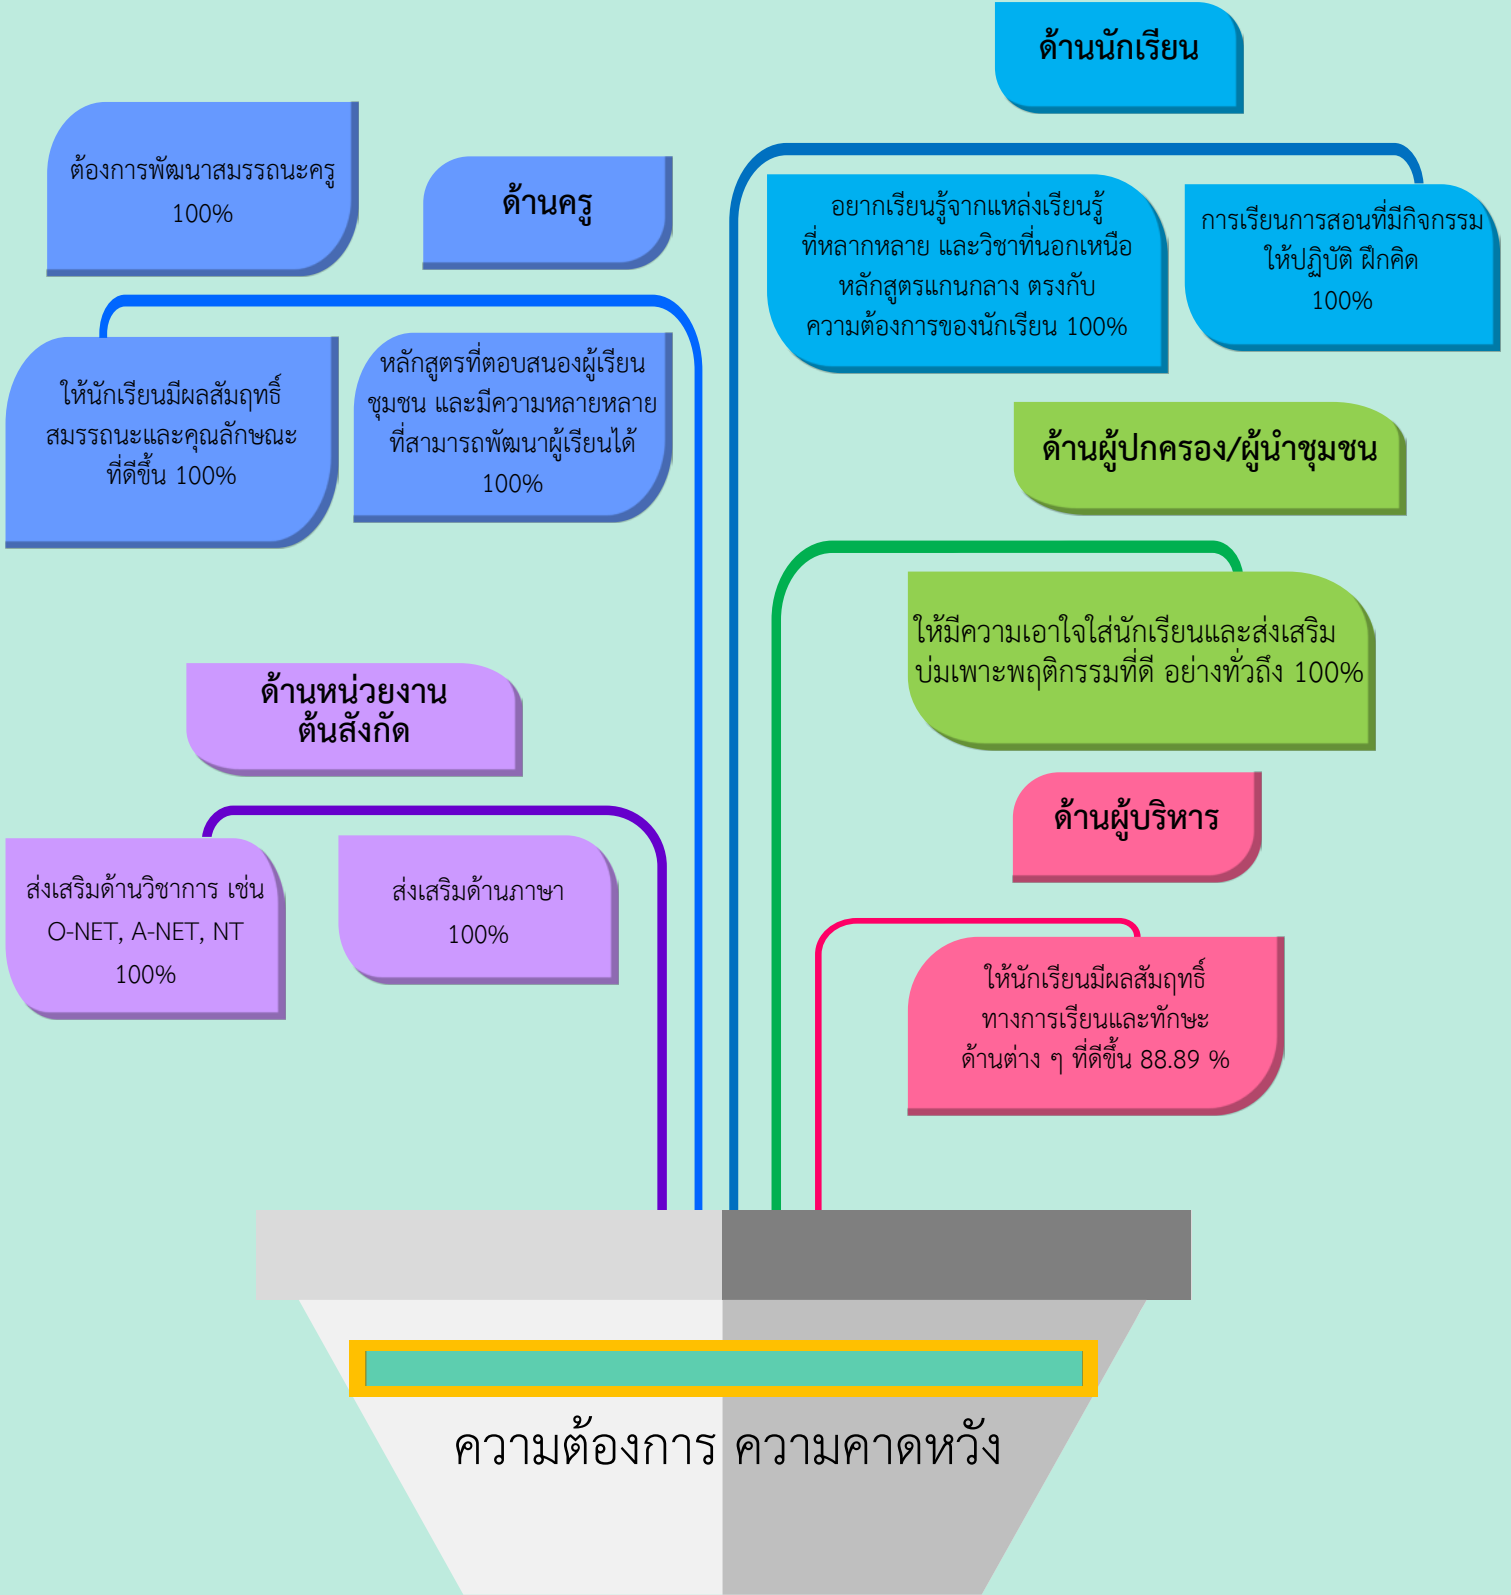 ด้านนักเรียน
อยากเรียนรู้จากแหล่งเรียนรู้
ที่หลากหลาย และวิชาที่นอกเหนือ
หลักสูตรแกนกลาง ตรงกับ
ความต้องการของนักเรียน 100%
การเรียนการสอนที่มีกิจกรรม
ให้ปฏิบัติ ฝึกคิด
100%
ต้องการพัฒนาสมรรถนะครู
100%
ด้านครู
ให้นักเรียนมีผลสัมฤทธิ์
สมรรถนะและคุณลักษณะ
ที่ดีขึ้น 100%
หลักสูตรที่ตอบสนองผู้เรียน
ชุมชน และมีความหลายหลาย
ที่สามารถพัฒนาผู้เรียนได้
100%
ด้านผู้ปกครอง/ผู้นำชุมชน
ให้มีความเอาใจใส่นักเรียนและส่งเสริม
บ่มเพาะพฤติกรรมที่ดี อย่างทั่วถึง 100%
ด้านหน่วยงาน
ต้นสังกัด
ส่งเสริมด้านวิชาการ เช่น
O-NET, A-NET, NT
100%
ส่งเสริมด้านภาษา
100%
ด้านผู้บริหาร
ให้นักเรียนมีผลสัมฤทธิ์
ทางการเรียนและทักษะ
ด้านต่าง ๆ ที่ดีขึ้น 88.89 %
ความต้องการ ความคาดหวัง